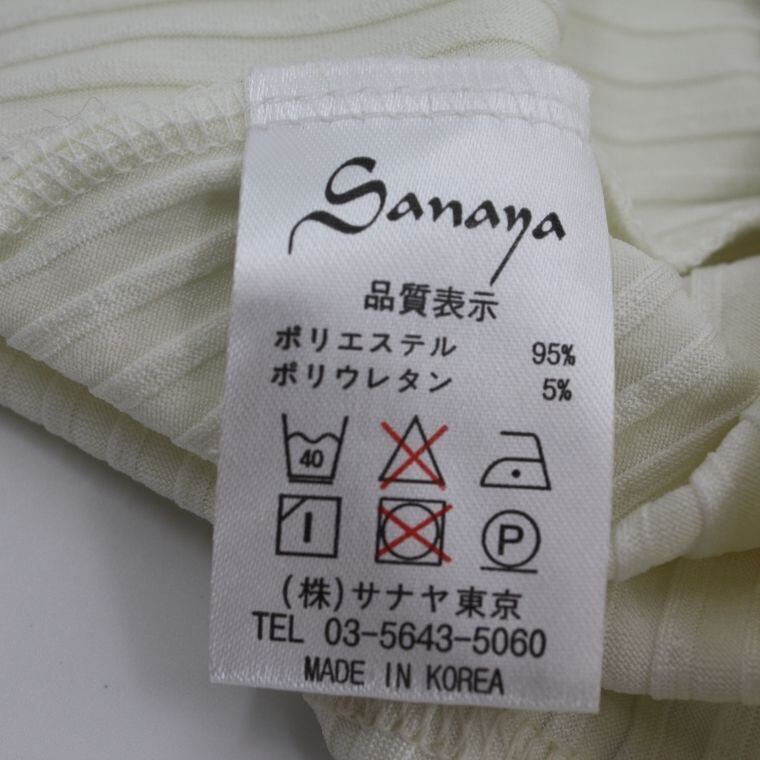 Sanaya
品質表示
ポリエステル 95%
ポリウレタン 5%
40
P
(株)サナヤ東京
TEL 03-5643-5060
MADE IN KOREA